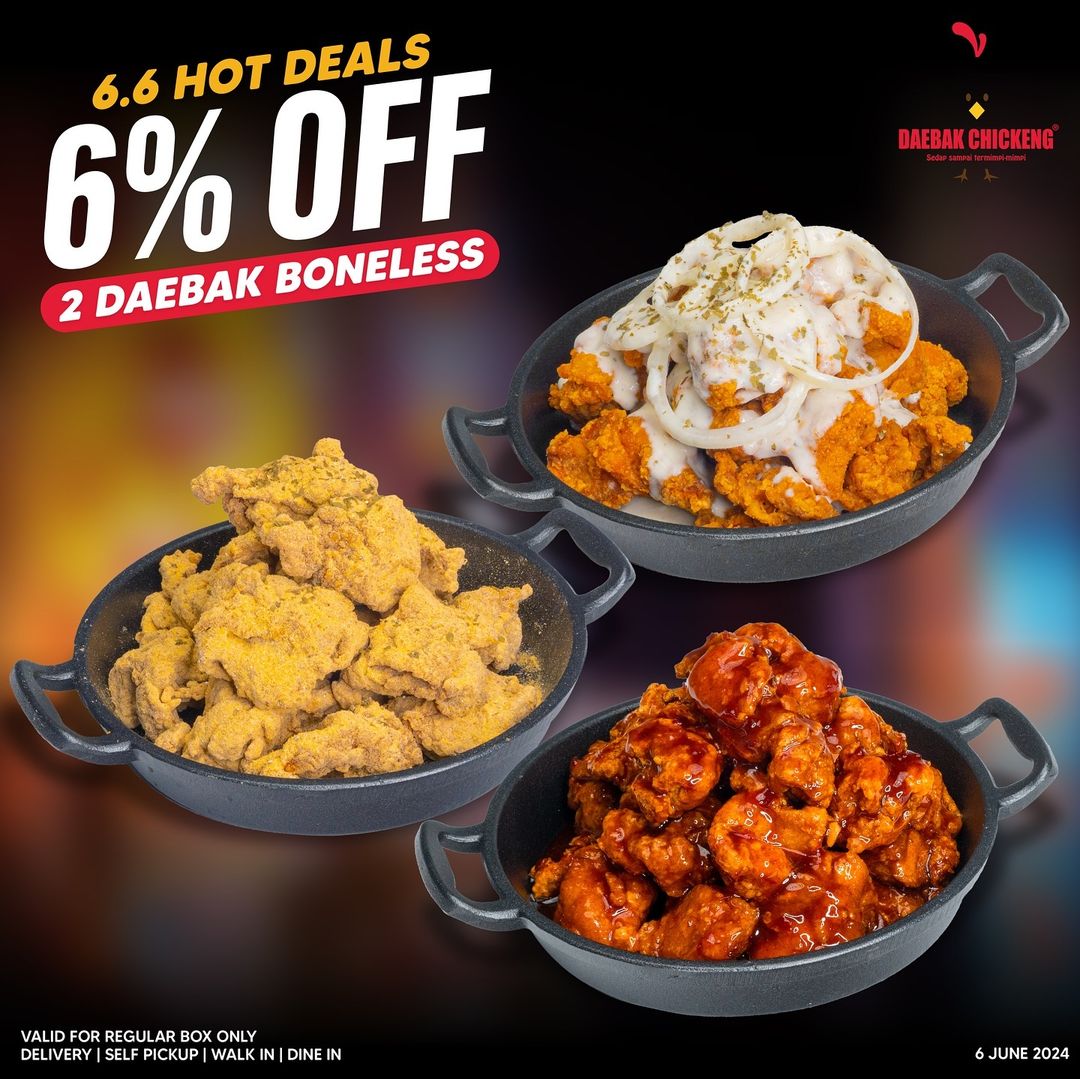 6.6 HOT DEALS
6% OFF
2 DAEBAK BONELESS
DAEBAK CHICKENG®
Sedap sampai termimpi-mimpi
VALID FOR REGULAR BOX ONLY
DELIVERY | SELF PICKUP | WALK IN | DINE IN
6 JUNE 2024